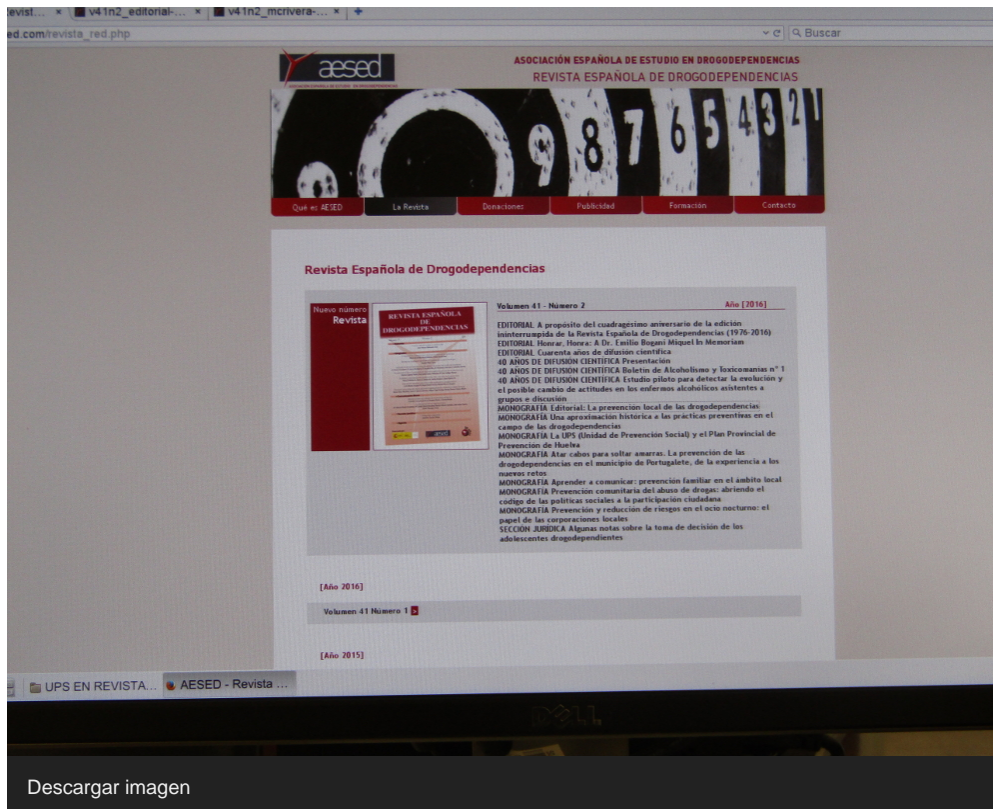 evist... × v41n2_editorial-... × v41n2_mcrivera-... × +
ed.com/revista_red.php Buscar
aesed
ASOCIACIÓN ESPAÑOLA DE ESTUDIO EN DROGODEPENDENCIAS
REVISTA ESPAÑOLA DE DROGODEPENDENCIAS
9 8 7 6 5 4 3 2 1
Qué es AESED La Revista Donaciones Publicidad Formación Contacto
Revista Española de Drogodependencias
Nuevo número
Revista
REVISTA ESPAÑOLA
DE
DROGODEPENDENCIAS
aesed
Volumen 41 - Número 2 Año [2016]
EDITORIAL A propósito del cuadragésimo aniversario de la edición
ininterrumpida de la Revista Española de Drogodependencias (1976-2016)
EDITORIAL Honrar, Honra: A Dr. Emilio Bogani Miquel In Memoriam
EDITORIAL Cuarenta años de difusión científica
40 AÑOS DE DIFUSIÓN CIENTÍFICA Presentación
40 AÑOS DE DIFUSIÓN CIENTÍFICA Boletín de Alcoholismo y Toxicomanías nº 1
40 AÑOS DE DIFUSIÓN CIENTÍFICA Estudio piloto para detectar la evolución y
el posible cambio de actitudes en los enfermos alcohólicos asistentes a
grupos e discusión
MONOGRAFÍA Editorial: La prevención local de las drogodependencias
MONOGRAFÍA Una aproximación histórica a las prácticas preventivas en el
campo de las drogodependencias
MONOGRAFÍA La UPS (Unidad de Prevención Social) y el Plan Provincial de
Prevención de Huelva
MONOGRAFÍA Atar cabos para soltar amarras. La prevención de las
drogodependencias en el municipio de Portugalete, de la experiencia a los
nuevos retos
MONOGRAFÍA Aprender a comunicar: prevención familiar en el ámbito local
MONOGRAFÍA Prevención comunitaria del abuso de drogas: abriendo el
código de las políticas sociales a la participación ciudadana
MONOGRAFÍA Prevención y reducción de riesgos en el ocio nocturno: el
papel de las corporaciones locales
SECCIÓN JURÍDICA Algunas notas sobre la toma de decisión de los
adolescentes drogodependientes
[Año 2016]
Volumen 41 Número 1 >
[Año 2015]
UPS EN REVISTA... AESED - Revista ...
DELL
Descargar imagen